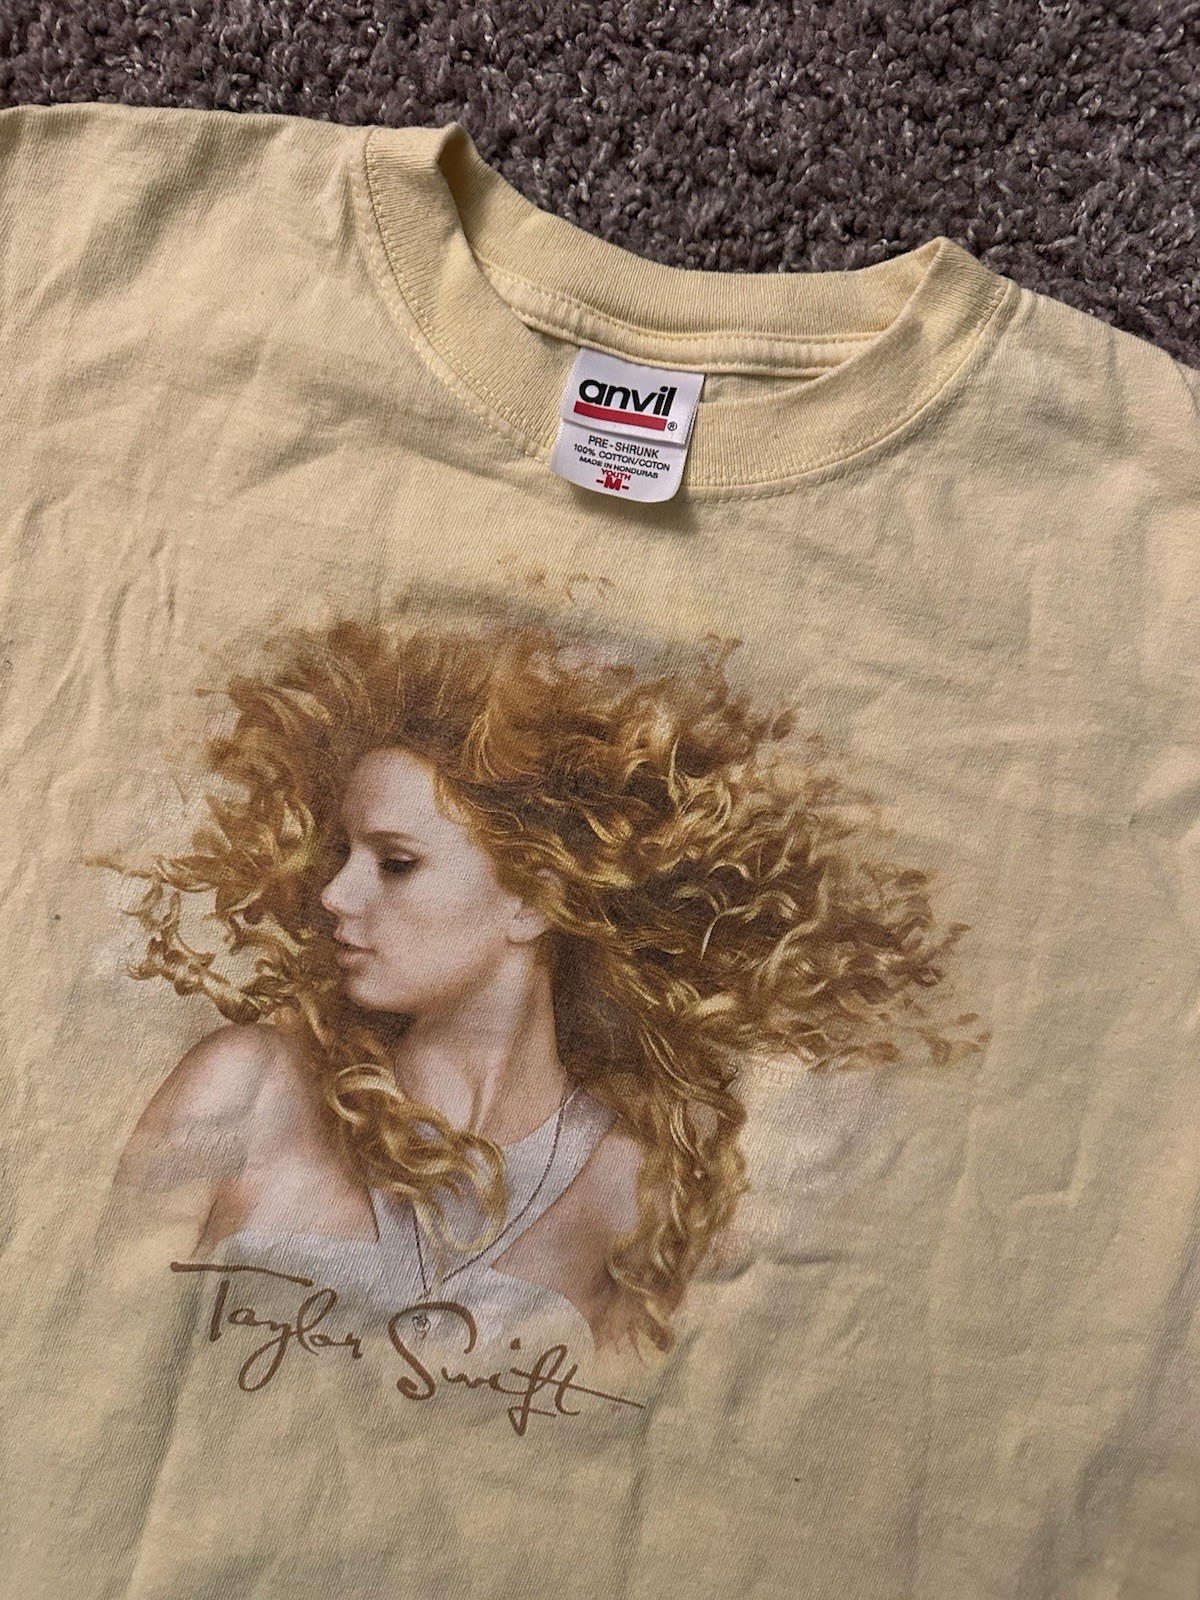 anvil®
PRE-SHRUNK
100% COTTON/COTON
MADE IN HONDURAS
YOUTH
-M-
Taylor Swift